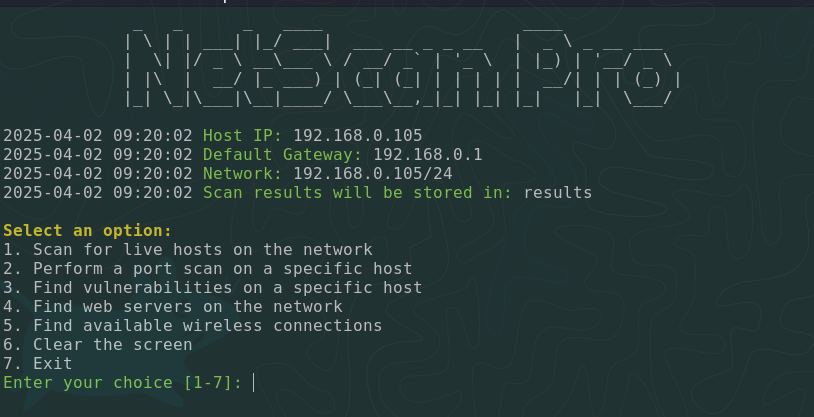 NetScan Pro
2025-04-02 09:20:02 Host IP: 192.168.0.105
2025-04-02 09:20:02 Default Gateway: 192.168.0.1
2025-04-02 09:20:02 Network: 192.168.0.105/24
2025-04-02 09:20:02 Scan results will be stored in: results
Select an option:
1. Scan for live hosts on the network
2. Perform a port scan on a specific host
3. Find vulnerabilities on a specific host
4. Find web servers on the network
5. Find available wireless connections
6. Clear the screen
7. Exit
Enter your choice [1-7]: